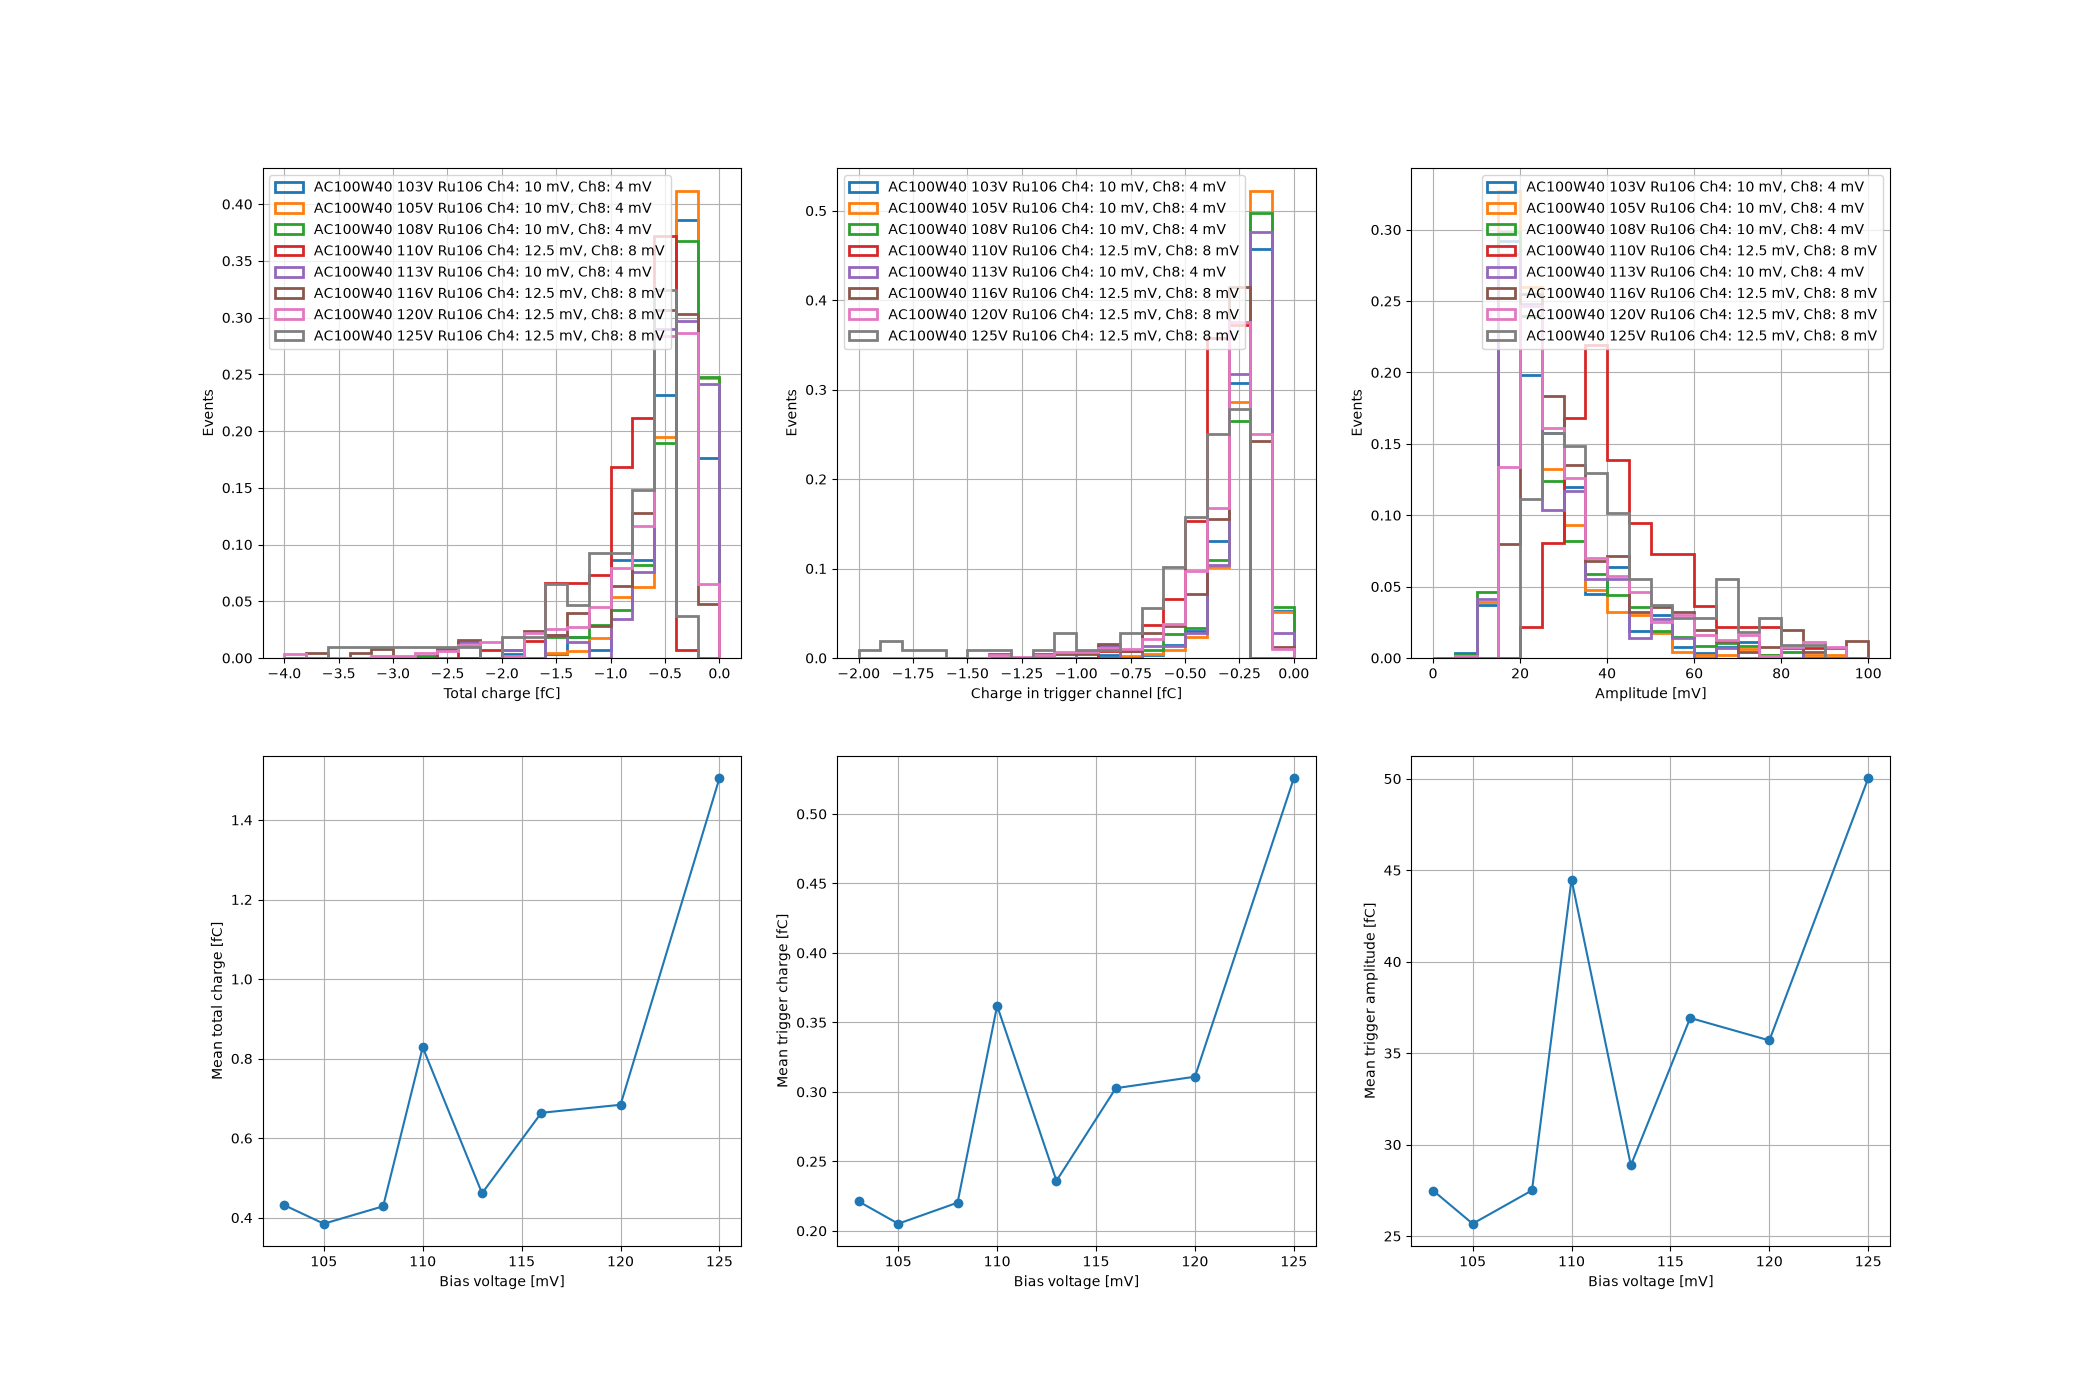 AC100W40 103V Ru106 Ch4: 10 mV, Ch8: 4 mV
AC100W40 105V Ru106 Ch4: 10 mV, Ch8: 4 mV
AC100W40 108V Ru106 Ch4: 10 mV, Ch8: 4 mV
AC100W40 110V Ru106 Ch4: 12.5 mV, Ch8: 8 mV
AC100W40 113V Ru106 Ch4: 10 mV, Ch8: 4 mV
AC100W40 116V Ru106 Ch4: 12.5 mV, Ch8: 8 mV
AC100W40 120V Ru106 Ch4: 12.5 mV, Ch8: 8 mV
AC100W40 125V Ru106 Ch4: 12.5 mV, Ch8: 8 mV
0.40
0.35
0.30
0.25
0.20
0.15
0.10
0.05
0.00
Events
−4.0 −3.5 −3.0 −2.5 −2.0 −1.5 −1.0 −0.5 0.0
Total charge [fC]
AC100W40 103V Ru106 Ch4: 10 mV, Ch8: 4 mV
AC100W40 105V Ru106 Ch4: 10 mV, Ch8: 4 mV
AC100W40 108V Ru106 Ch4: 10 mV, Ch8: 4 mV
AC100W40 110V Ru106 Ch4: 12.5 mV, Ch8: 8 mV
AC100W40 113V Ru106 Ch4: 10 mV, Ch8: 4 mV
AC100W40 116V Ru106 Ch4: 12.5 mV, Ch8: 8 mV
AC100W40 120V Ru106 Ch4: 12.5 mV, Ch8: 8 mV
AC100W40 125V Ru106 Ch4: 12.5 mV, Ch8: 8 mV
0.5
0.4
0.3
0.2
0.1
0.0
Events
−2.00 −1.75 −1.50 −1.25 −1.00 −0.75 −0.50 −0.25 0.00
Charge in trigger channel [fC]
AC100W40 103V Ru106 Ch4: 10 mV, Ch8: 4 mV
AC100W40 105V Ru106 Ch4: 10 mV, Ch8: 4 mV
AC100W40 108V Ru106 Ch4: 10 mV, Ch8: 4 mV
AC100W40 110V Ru106 Ch4: 12.5 mV, Ch8: 8 mV
AC100W40 113V Ru106 Ch4: 10 mV, Ch8: 4 mV
AC100W40 116V Ru106 Ch4: 12.5 mV, Ch8: 8 mV
AC100W40 120V Ru106 Ch4: 12.5 mV, Ch8: 8 mV
AC100W40 125V Ru106 Ch4: 12.5 mV, Ch8: 8 mV
0.30
0.25
0.20
0.15
0.10
0.05
0.00
Events
0 20 40 60 80 100
Amplitude [mV]
1.4
1.2
1.0
0.8
0.6
0.4
Mean total charge [fC]
105 110 115 120 125
Bias voltage [mV]
0.50
0.45
0.40
0.35
0.30
0.25
0.20
Mean trigger charge [fC]
105 110 115 120 125
Bias voltage [mV]
50
45
40
35
30
25
Mean trigger amplitude [fC]
105 110 115 120 125
Bias voltage [mV]